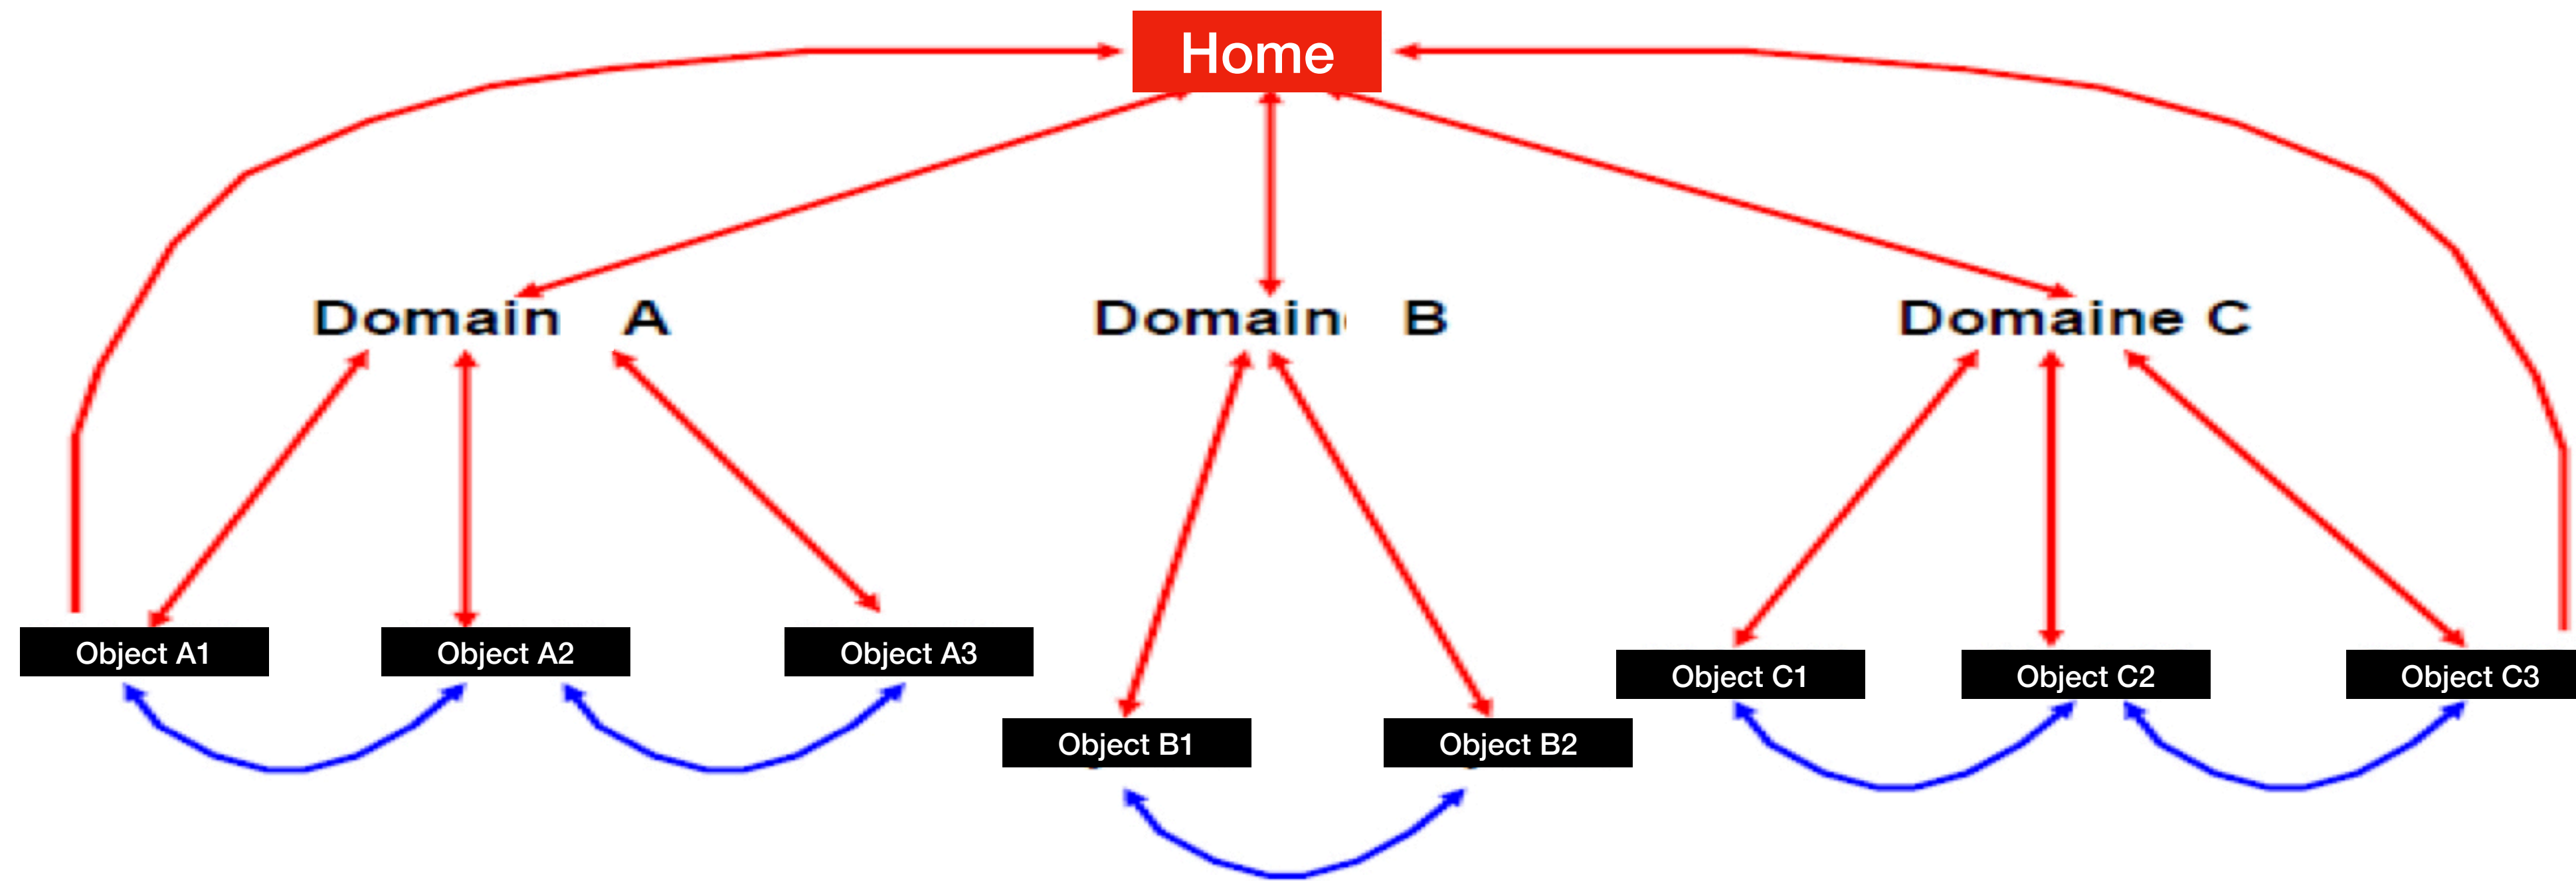 Home
Domain A
Domain B
Domaine C
Object A1
Object A2
Object A3
Object C1
Object C2
Object C3
Object B1
Object B2